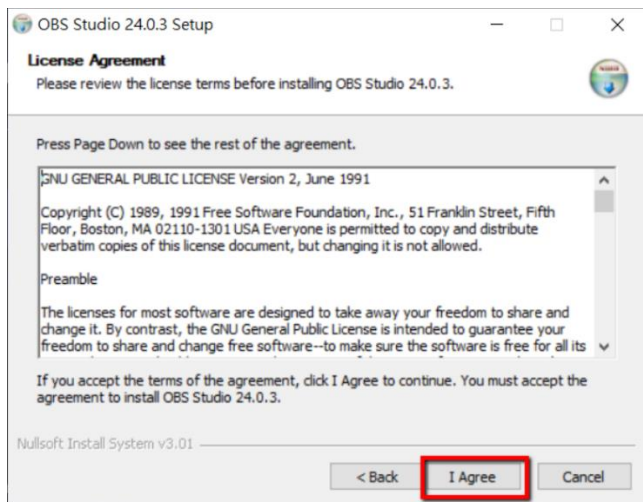 OBS Studio 24.0.3 Setup
License Agreement
Please review the license terms before installing OBS Studio 24.0.3.
Press Page Down to see the rest of the agreement.
GNU GENERAL PUBLIC LICENSE Version 2, June 1991
Copyright (C) 1989, 1991 Free Software Foundation, Inc., 51 Franklin Street, Fifth
Floor, Boston, MA 02110-1301 USA Everyone is permitted to copy and distribute
verbatim copies of this license document, but changing it is not allowed.
Preamble
The licenses for most software are designed to take away your freedom to share and
change it. By contrast, the GNU General Public License is intended to guarantee your
freedom to share and change free software--to make sure the software is free for all its
If you accept the terms of the agreement, click I Agree to continue. You must accept the
agreement to install OBS Studio 24.0.3.
Nullsoft Install System v3.01
< Back I Agree Cancel